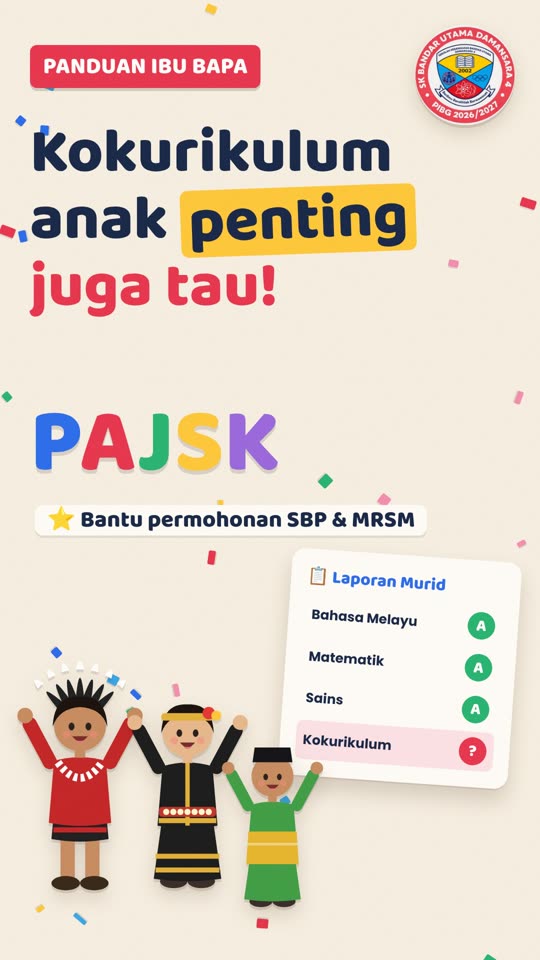 PANDUAN IBU BAPA
SK BANDAR UTAMA DAMANSARA 4
2002
PIBG 2026/2027
Kokurikulum
anak penting
juga tau!
PAJSK
⭐ Bantu permohonan SBP & MRSM
📋 Laporan Murid
Bahasa Melayu A
Matematik A
Sains A
Kokurikulum ?